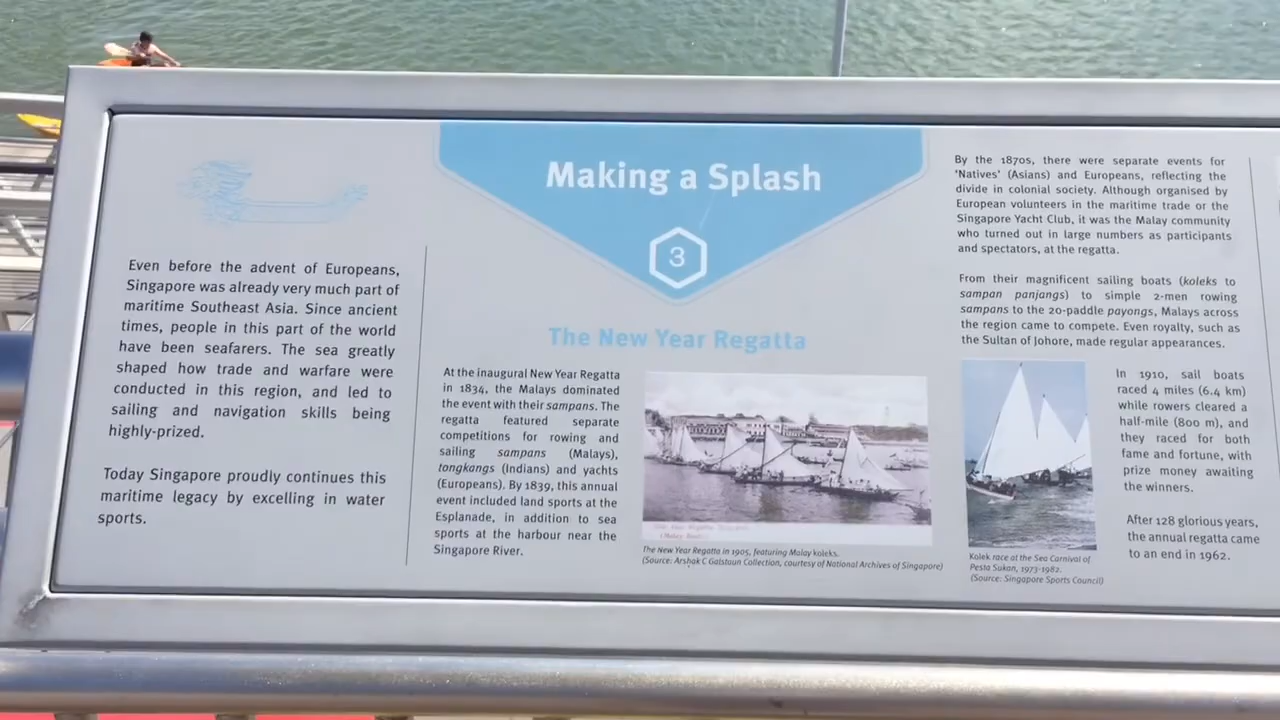 Making a Splash
3
Even before the advent of Europeans,
Singapore was already very much part of
maritime Southeast Asia. Since ancient
times, people in this part of the world
have been seafarers. The sea greatly
shaped how trade and warfare were
conducted in this region, and led to
sailing and navigation skills being
highly-prized.
Today Singapore proudly continues this
maritime legacy by excelling in water
sports.
The New Year Regatta
At the inaugural New Year Regatta
in 1834, the Malays dominated
the event with their sampans. The
regatta featured separate
competitions for rowing and
sailing sampans (Malays),
tongkangs (Indians) and yachts
(Europeans). By 1839, this annual
event included land sports at the
Esplanade, in addition to sea
sports at the harbour near the
Singapore River.
The New Year Regatta in 1905, featuring Malay koleks.
(Source: Arshak C Galstaun Collection, courtesy of National Archives of Singapore)
By the 1870s, there were separate events for
'Natives' (Asians) and Europeans, reflecting the
divide in colonial society. Although organised by
European volunteers in the maritime trade or the
Singapore Yacht Club, it was the Malay community
who turned out in large numbers as participants
and spectators, at the regatta.
From their magnificent sailing boats (koleks to
sampan panjangs) to simple 2-men rowing
sampans to the 20-paddle payongs, Malays across
the region came to compete. Even royalty, such as
the Sultan of Johore, made regular appearances.
Kolek race at the Sea Carnival of
Pesta Sukan, 1973-1982.
(Source: Singapore Sports Council)
In 1910, sail boats
raced 4 miles (6.4 km)
while rowers cleared a
half-mile (800 m), and
they raced for both
fame and fortune, with
prize money awaiting
the winners.
After 128 glorious years,
the annual regatta came
to an end in 1962.